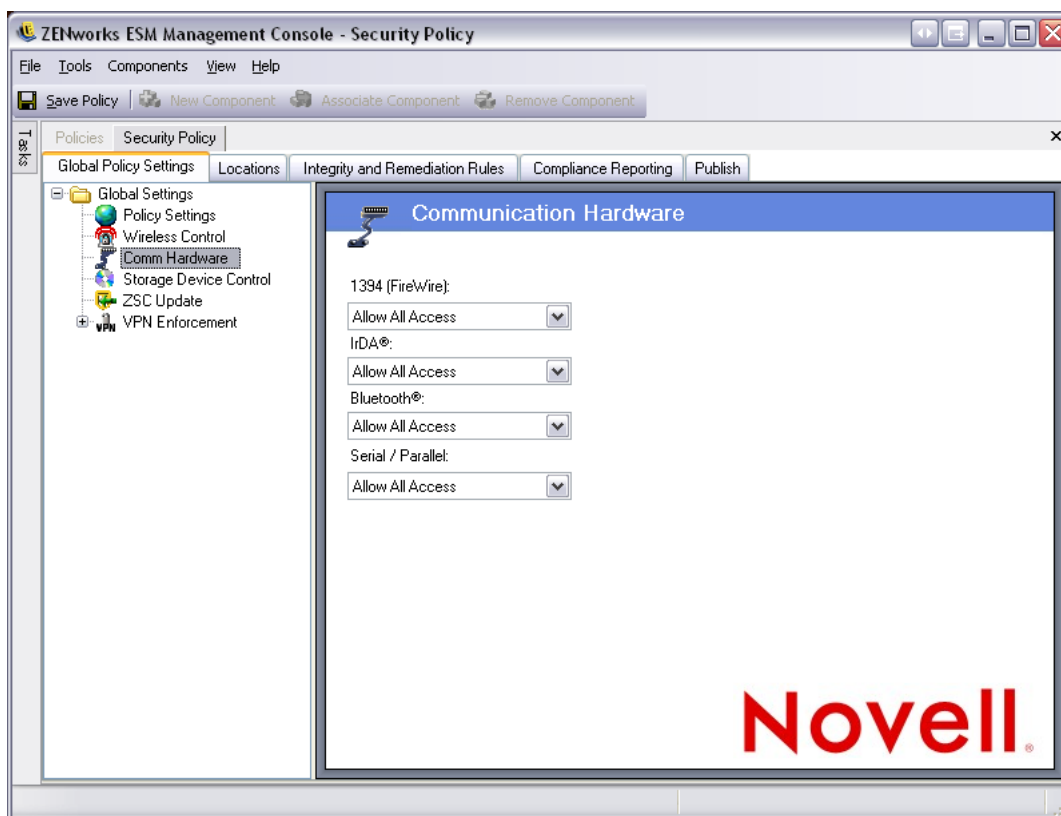 ZENworks ESM Management Console - Security Policy
File Tools Components View Help
Save Policy New Component Associate Component Remove Component
Tasks
Policies Security Policy
Global Policy Settings Locations Integrity and Remediation Rules Compliance Reporting Publish
Global Settings
Policy Settings
Wireless Control
Comm Hardware
Storage Device Control
ZSC Update
VPN VPN Enforcement
Communication Hardware
1394 (FireWire):
Allow All Access
IrDA®:
Allow All Access
Bluetooth®:
Allow All Access
Serial / Parallel:
Allow All Access
Novell®